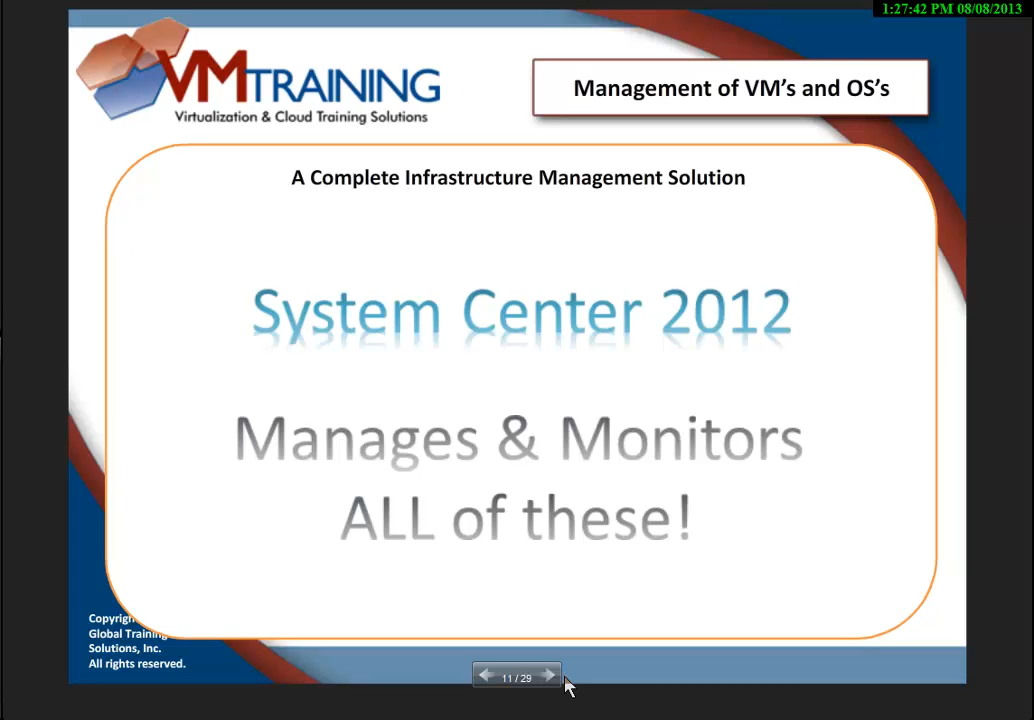 1:27:42 PM 08/08/2013
VMTRAINING
Virtualization & Cloud Training Solutions
Management of VM's and OS's
A Complete Infrastructure Management Solution
System Center 2012
Manages & Monitors
ALL of these!
Global Training
Solutions, Inc.
All rights reserved.
11 / 29